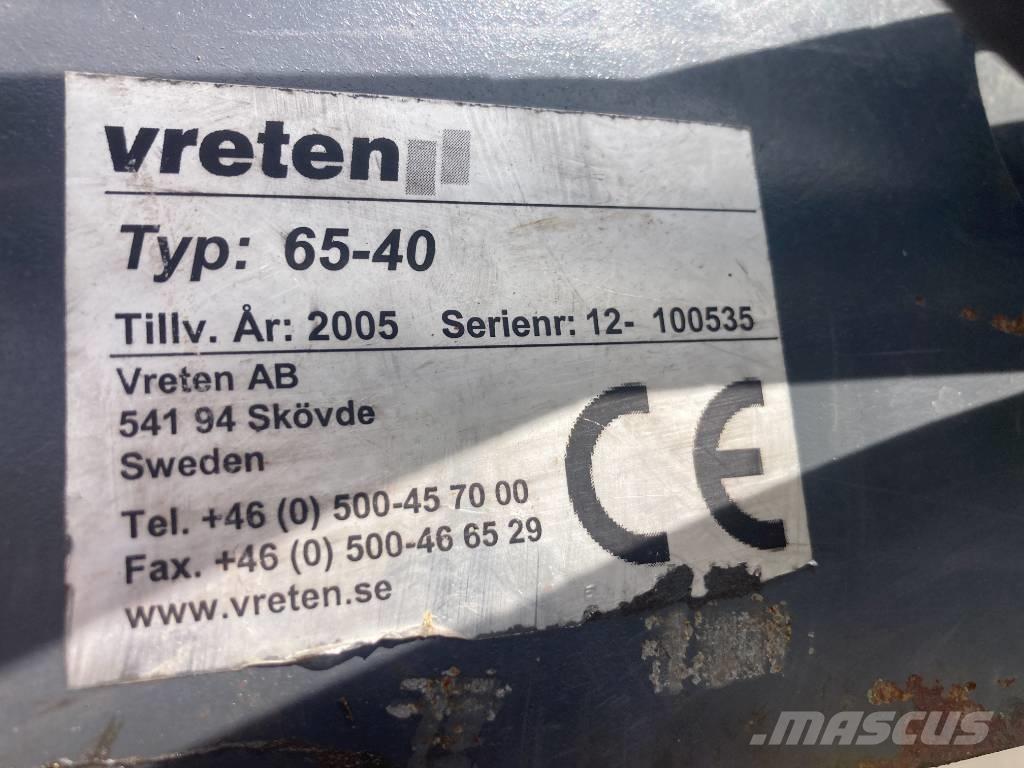 vreten
Typ: 65-40
Tillv. År: 2005 Serienr: 12- 100535
Vreten AB
541 94 Skövde
Sweden
Tel. +46 (0) 500-45 70 00
Fax. +46 (0) 500-46 65 29
www.vreten.se
CE
MASCUS